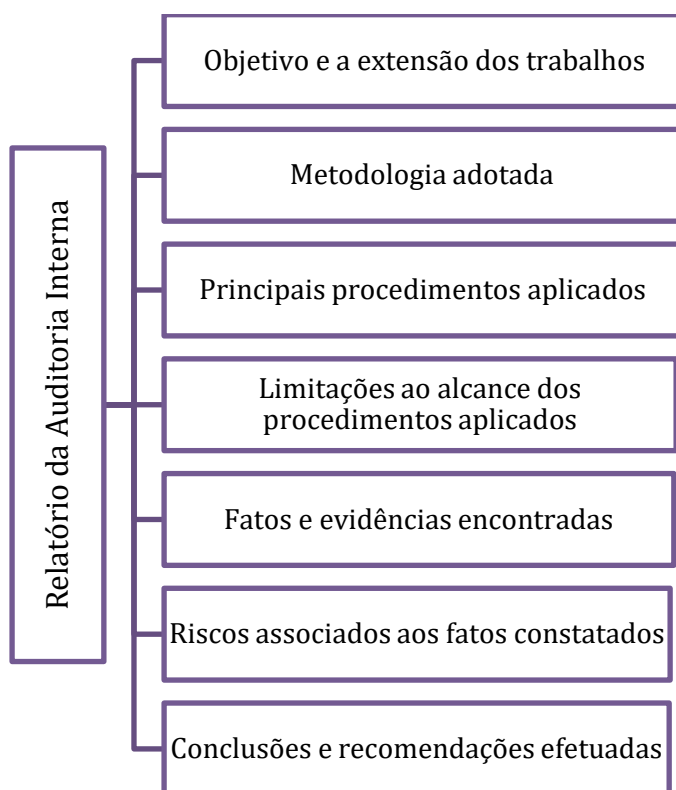 Relatório da Auditoria Interna
Objetivo e a extensão dos trabalhos
Metodologia adotada
Principais procedimentos aplicados
Limitações ao alcance dos
procedimentos aplicados
Fatos e evidências encontradas
Riscos associados aos fatos constatados
Conclusões e recomendações efetuadas